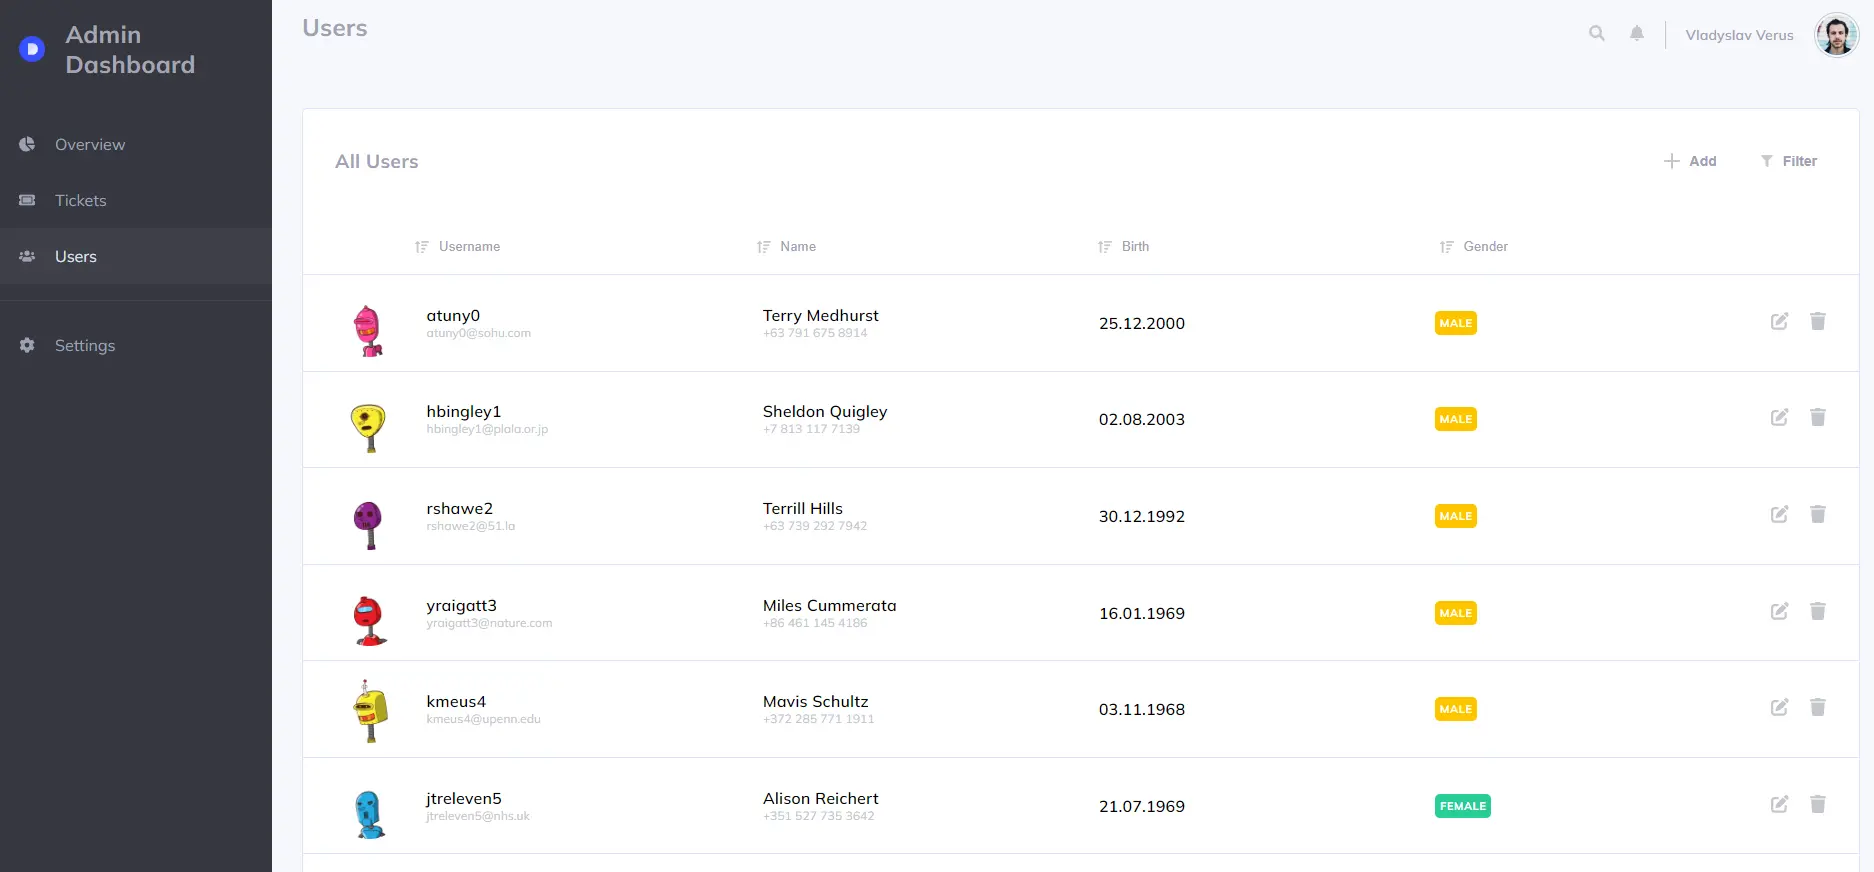 Admin
Dashboard
Overview
Tickets
Users
Settings
Users
Vladyslav Verus
All Users
Add
Filter
Username
Name
Birth
Gender
atuny0
atuny0@sohu.com
Terry Medhurst
+63 791 675 8914
25.12.2000
MALE
hbingley1
hbingley1@plala.or.jp
Sheldon Quigley
+7 813 117 7139
02.08.2003
MALE
rshawe2
rshawe2@51.la
Terrill Hills
+63 739 292 7942
30.12.1992
MALE
yraigatt3
yraigatt3@nature.com
Miles Cummerata
+86 461 145 4186
16.01.1969
MALE
kmeus4
kmeus4@upenn.edu
Mavis Schultz
+372 285 771 1911
03.11.1968
MALE
jtreleven5
jtreleven5@nhs.uk
Alison Reichert
+351 527 735 3642
21.07.1969
FEMALE